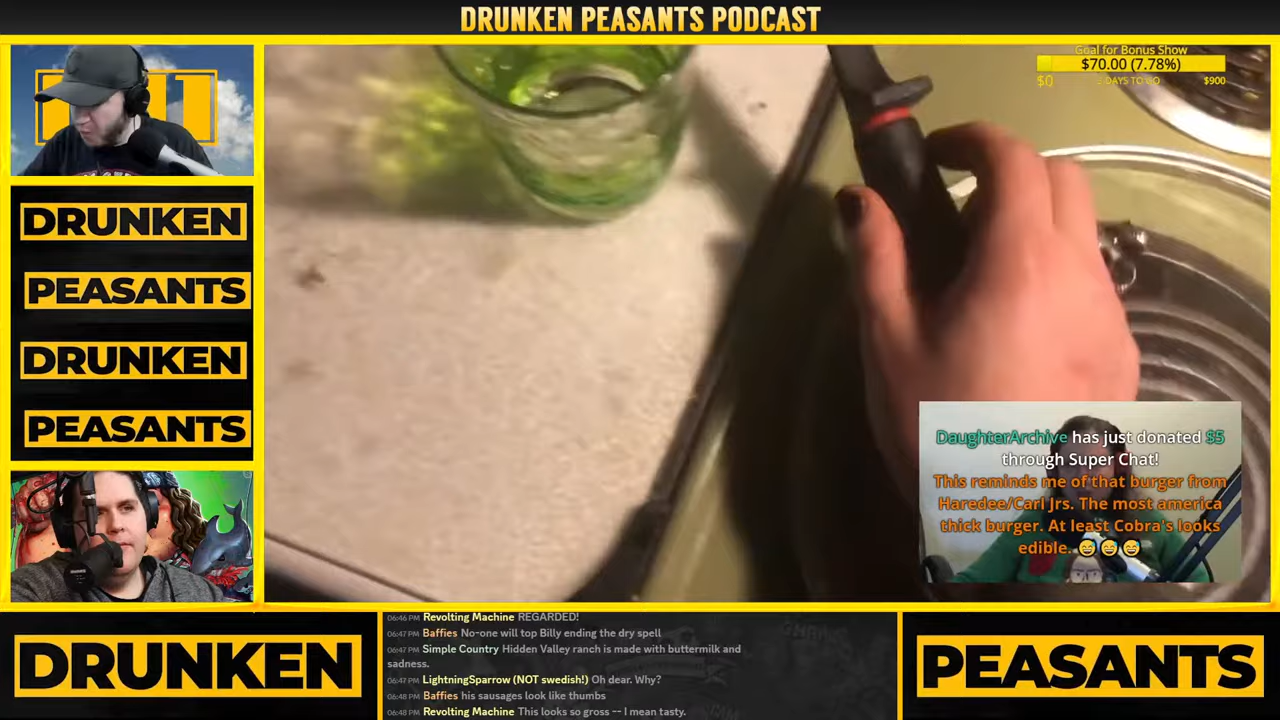 DRUNKEN PEASANTS PODCAST
Goal for Bonus Show
$70.00 (7.78%)
$0
DAYS TO GO
$900
DRUNKEN
PEASANTS
DRUNKEN
PEASANTS
DaughterArchive has just donated $5
through Super Chat!
This reminds me of that burger from
Haredee/Carl Jrs. The most america
thick burger. At least Cobra's looks
edible. 😄😄😅
DRUNKEN
06:46 PM Revolting Machine REGARDED!
06:47 PM Baffies No-one will top Billy ending the dry spell
06:47 PM Simple Country Hidden Valley ranch is made with buttermilk and
sadness.
06:47 PM LightningSparrow (NOT swedish!) Oh dear. Why?
06:48 PM Baffies his sausages look like thumbs
06:48 PM Revolting Machine This looks so gross -- I mean tasty.
PEASANTS